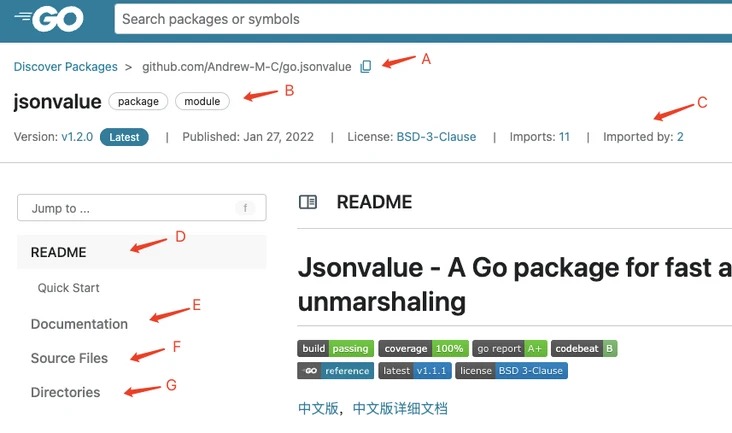 GO Search packages or symbols
Discover Packages > github.com/Andrew-M-C/go.jsonvalue A
jsonvalue package module B
C
Version: v1.2.0 Latest | Published: Jan 27, 2022 | License: BSD-3-Clause | Imports: 11 | Imported by: 2
Jump to ... f
README
README D
Quick Start
Documentation E
Source Files F
Directories G
Jsonvalue - A Go package for fast a
unmarshaling
build passing coverage 100% go report A+ codebeat B
GO reference latest v1.1.1 license BSD 3-Clause
中文版，中文版详细文档